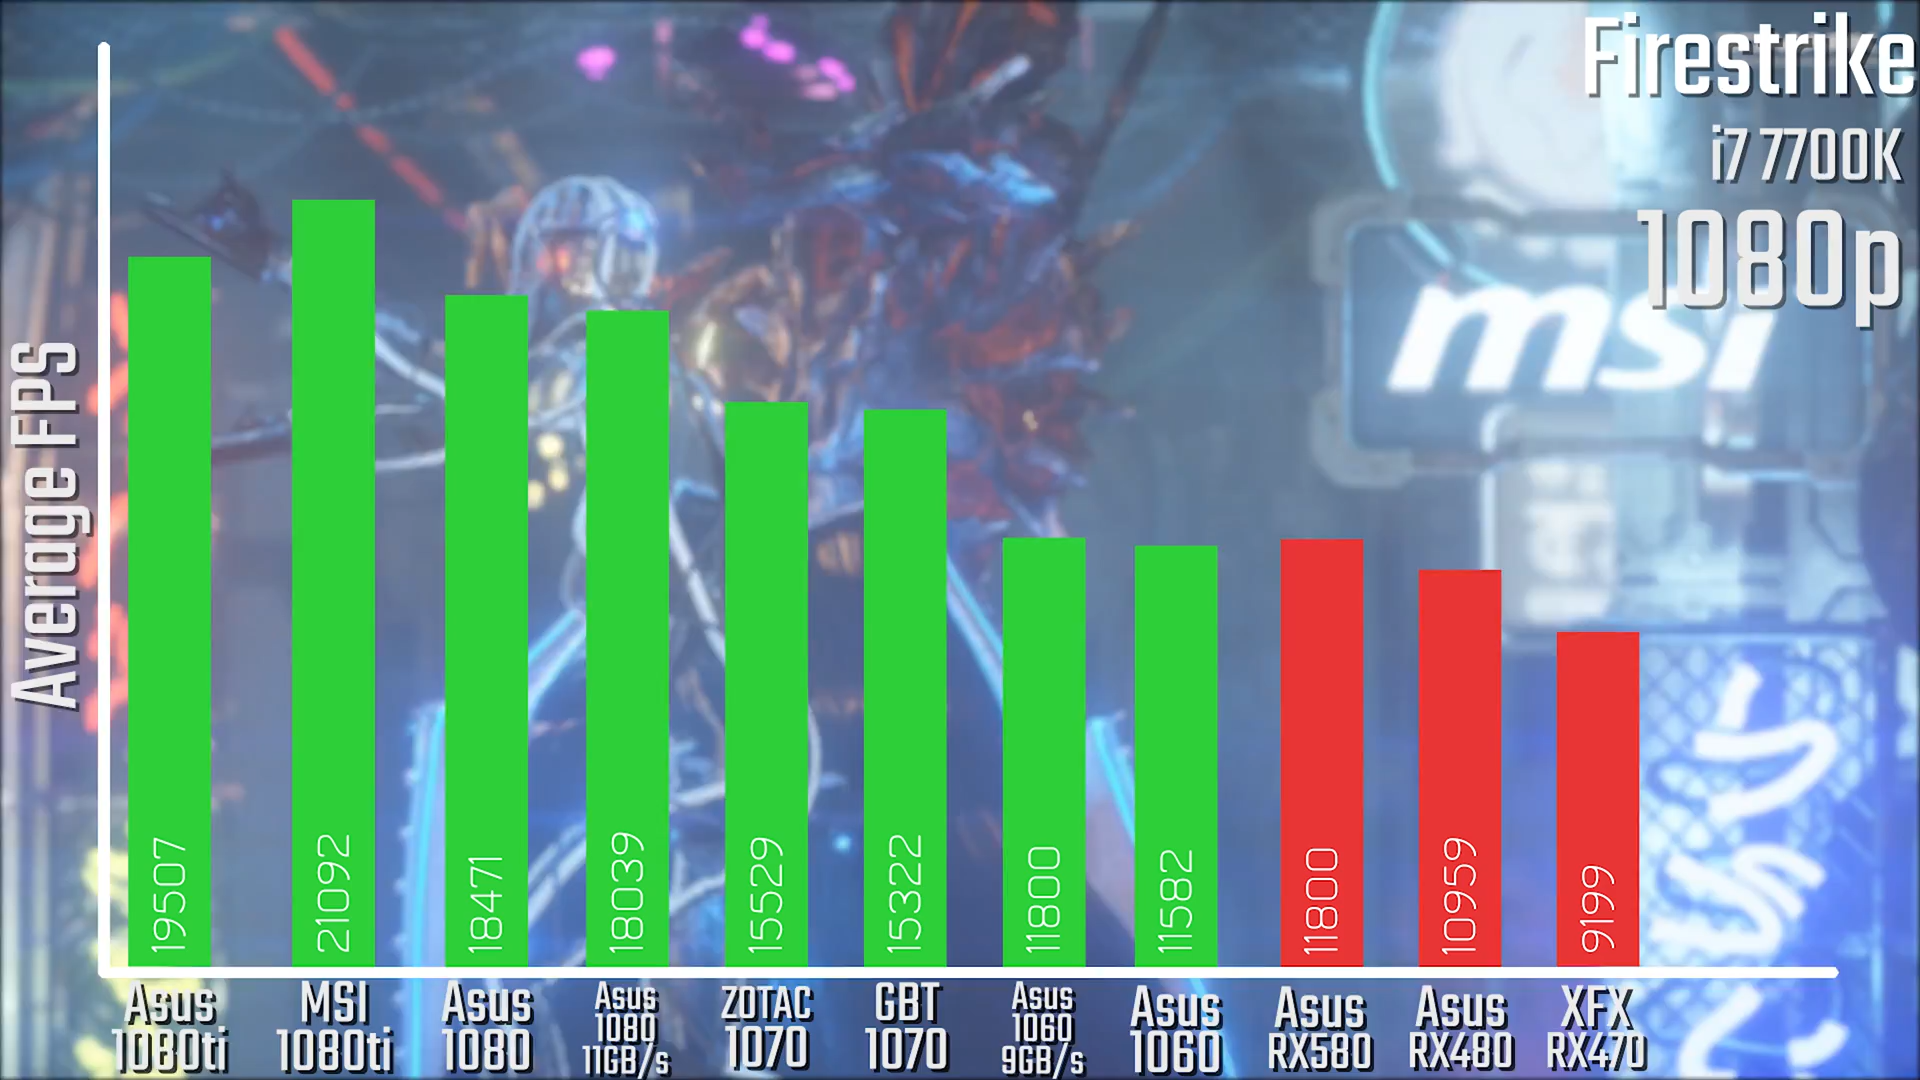 Firestrike
i7 7700K
1080p
msi
Average FPS
19507
21092
18471
18039
15529
15322
11800
11582
11800
10959
9199
Asus
1080ti
MSI
1080ti
Asus
1080
Asus
1080
11GB/s
ZOTAC
1070
GBT
1070
Asus
1060
9GB/s
Asus
1060
Asus
RX580
Asus
RX480
XFX
RX470